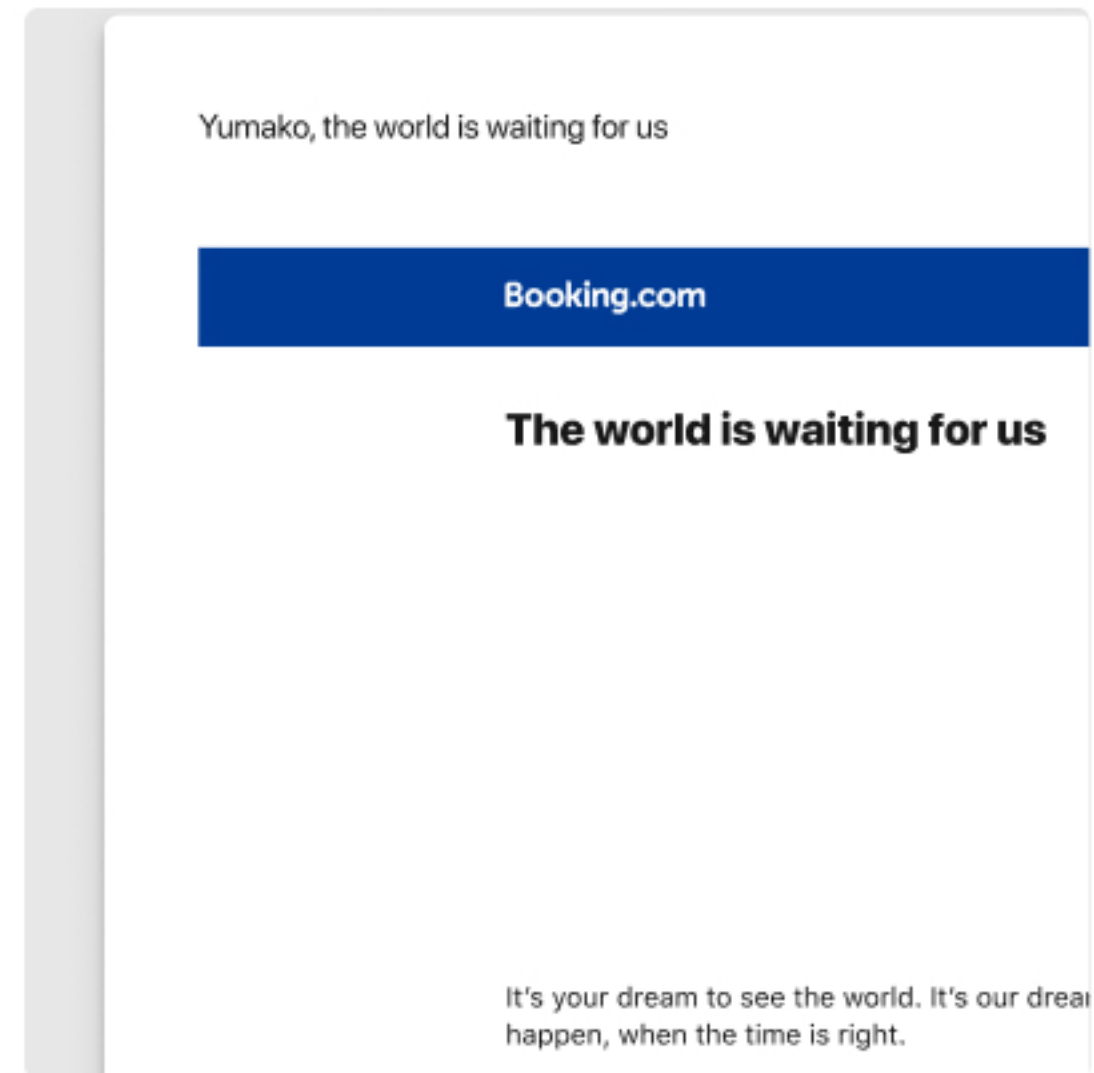 Yumako, the world is waiting for us
Booking.com
The world is waiting for us
It's your dream to see the world. It's our
happen, when the time is right.